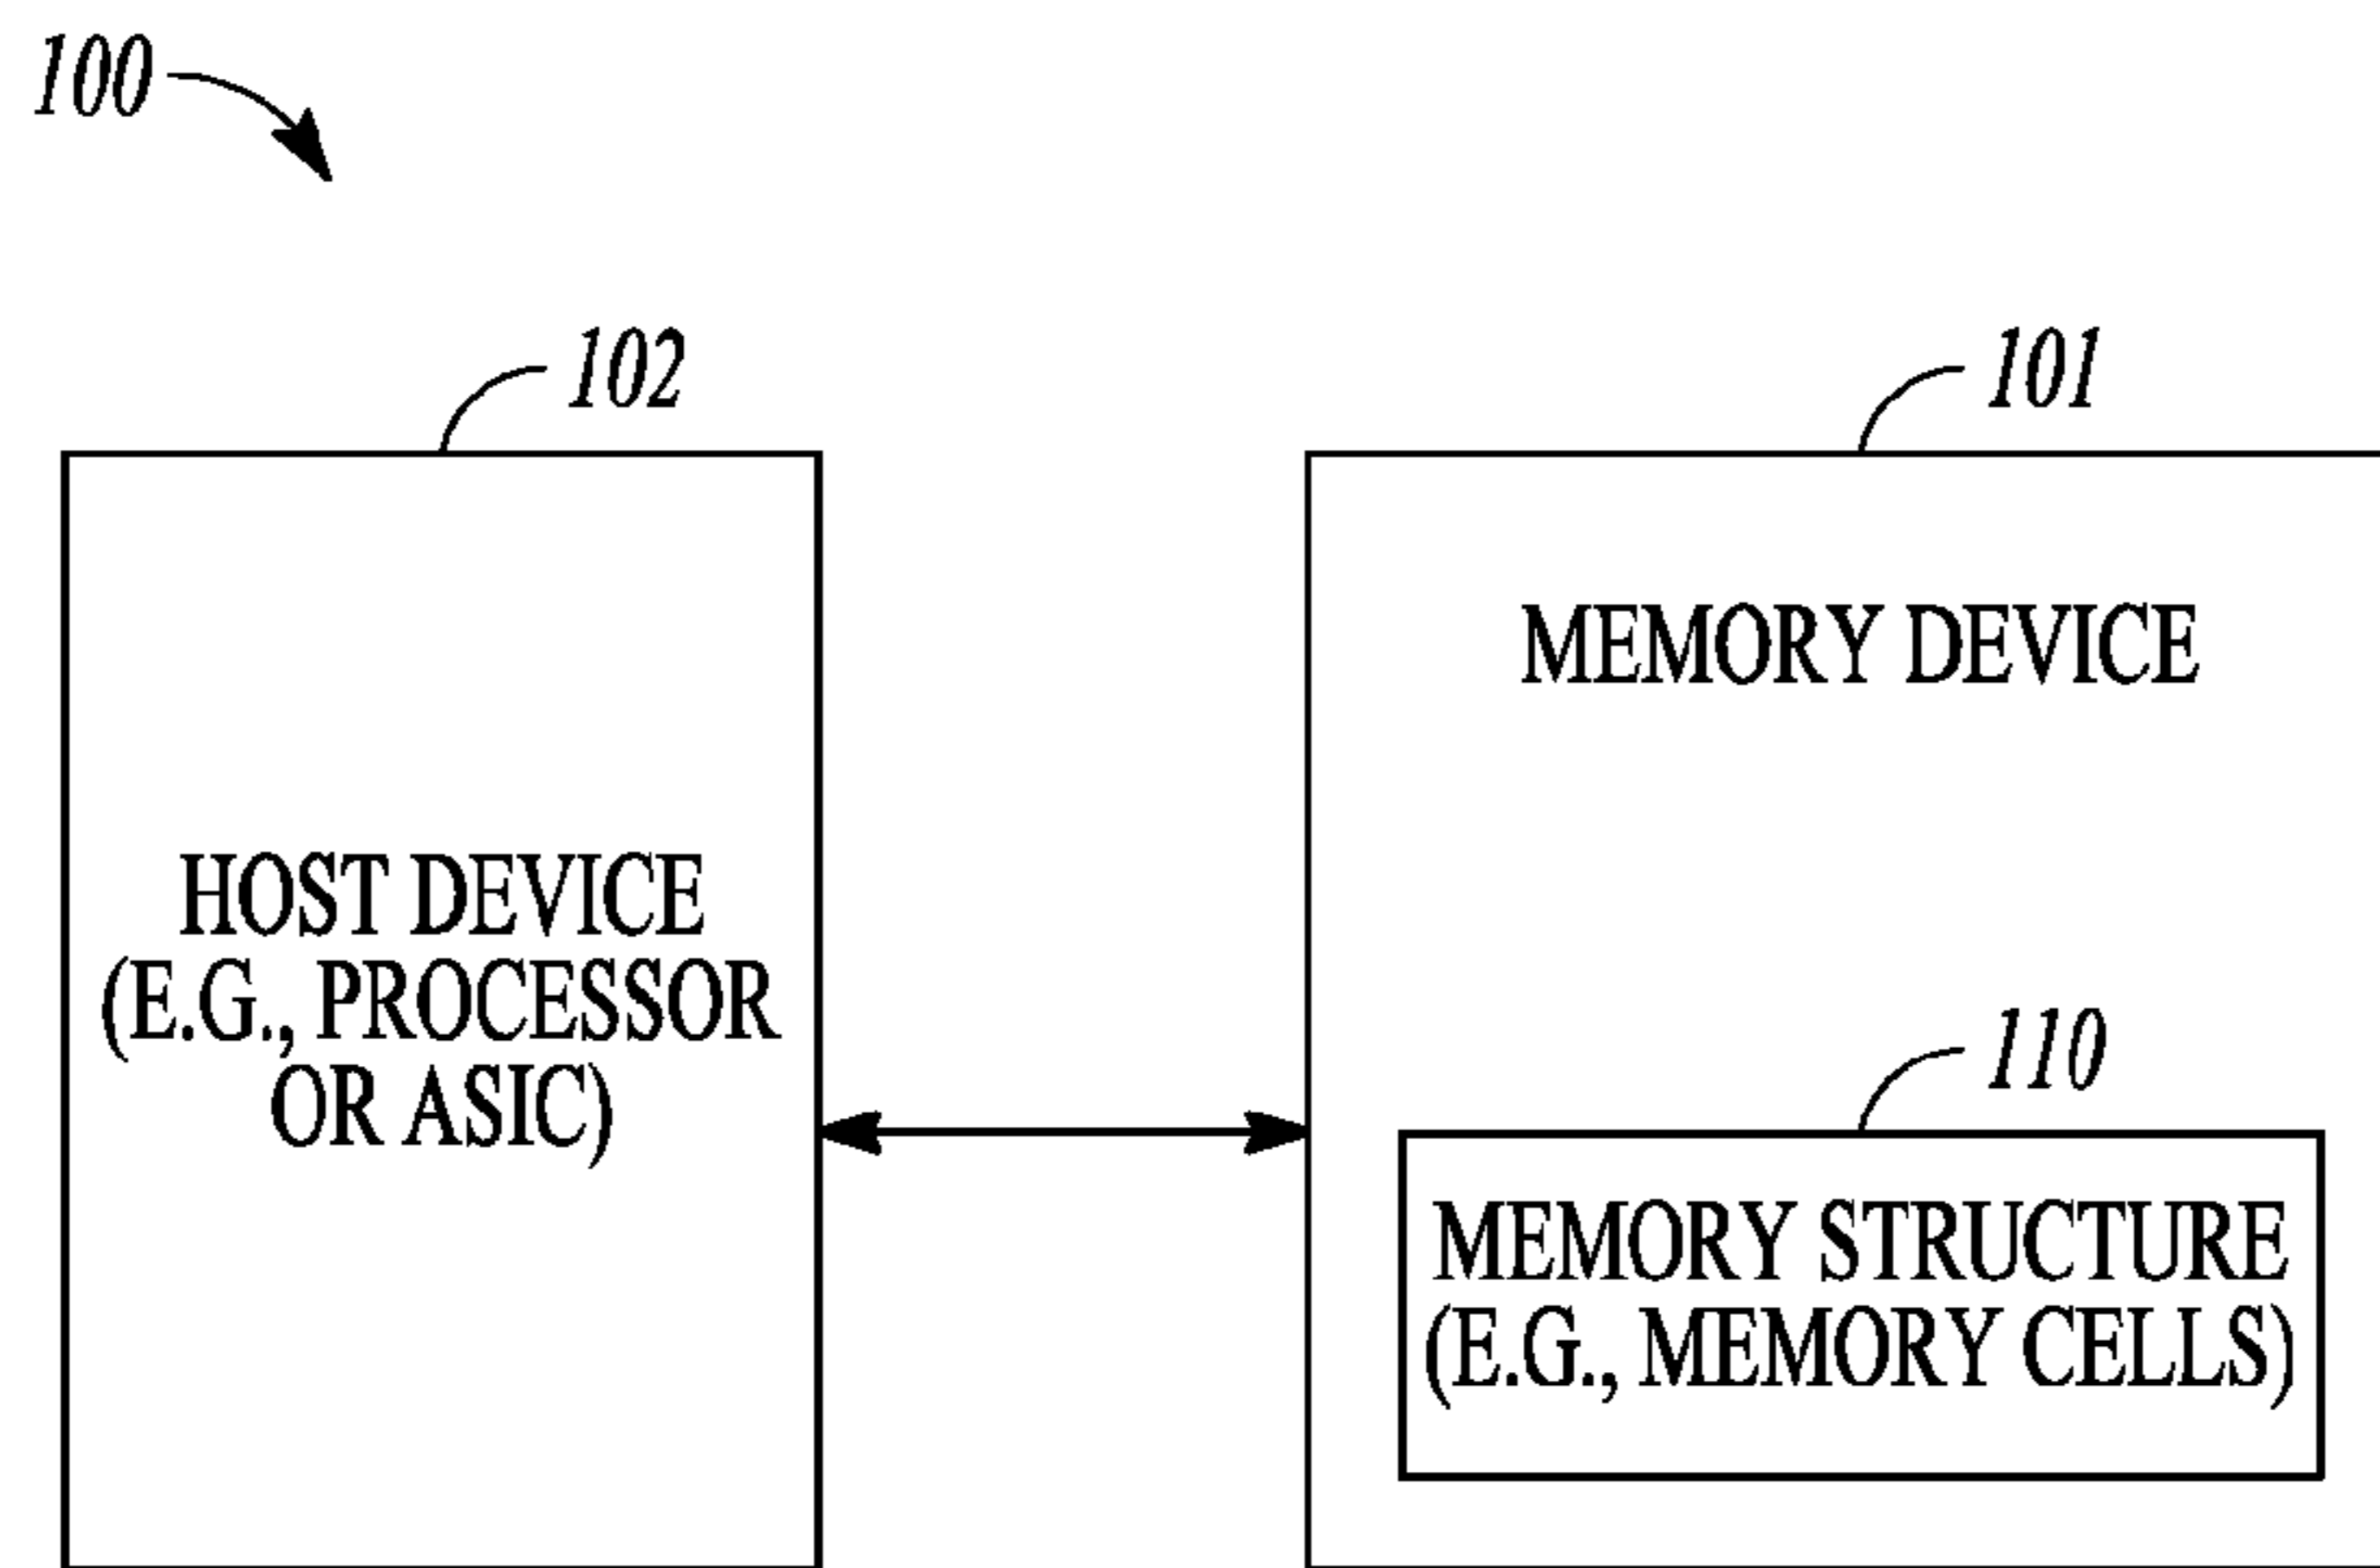 100
102
101
MEMORY DEVICE
HOST DEVICE
(E.G., PROCESSOR
OR ASIC)
110
MEMORY STRUCTURE
(E.G., MEMORY CELLS)